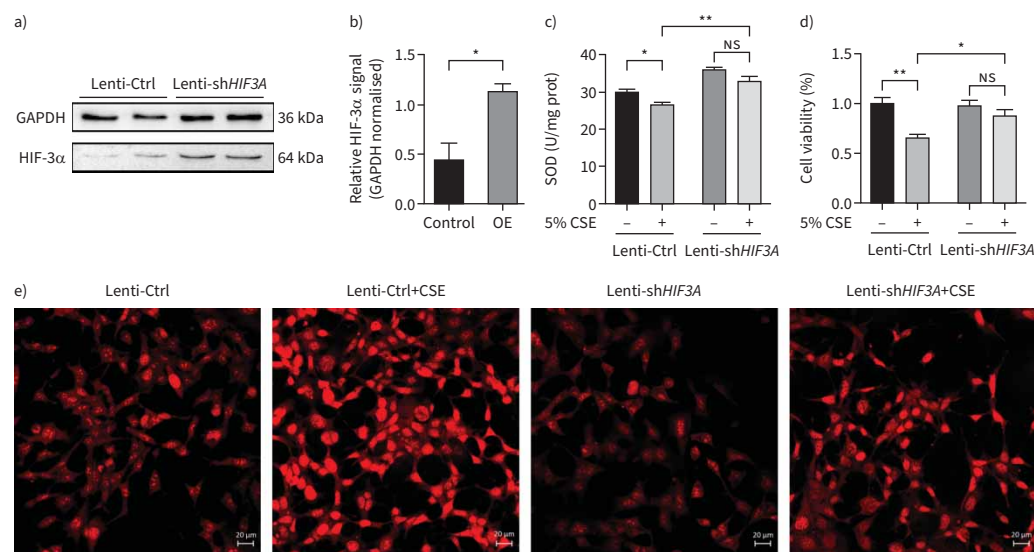 a)
Lenti-Ctrl Lenti-shHIF3A
GAPDH 36 kDa
HIF-3α 64 kDa
b)
Relative HIF-3α signal
(GAPDH normalised)
1.5
1.0
0.5
0.0
*
Control OE
c)
SOD (U/mg prot)
40
30
20
10
0
**
* NS
5% CSE – + – +
Lenti-Ctrl Lenti-shHIF3A
d)
Cell viability (%)
1.5
1.0
0.5
0.0
*
** NS
5% CSE – + – +
Lenti-Ctrl Lenti-shHIF3A
e)
Lenti-Ctrl Lenti-Ctrl+CSE Lenti-shHIF3A Lenti-shHIF3A+CSE
20 µm 20 µm 20 µm 20 µm